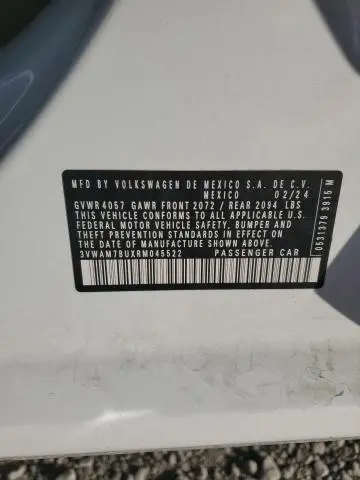 MFD BY VOLKSWAGEN DE MEXICO S.A. DE C.V.
MEXICO 02/24
GVWR 4057 GAWR FRONT 2072 / REAR 2094 LBS
THIS VEHICLE CONFORMS TO ALL APPLICABLE U.S.
FEDERAL MOTOR VEHICLE SAFETY, BUMPER AND
THEFT PREVENTION STANDARDS IN EFFECT ON THE
DATE OF MANUFACTURE SHOWN ABOVE
3VWAM7BUXRM045522 PASSENGER CAR
0531379 3915 M